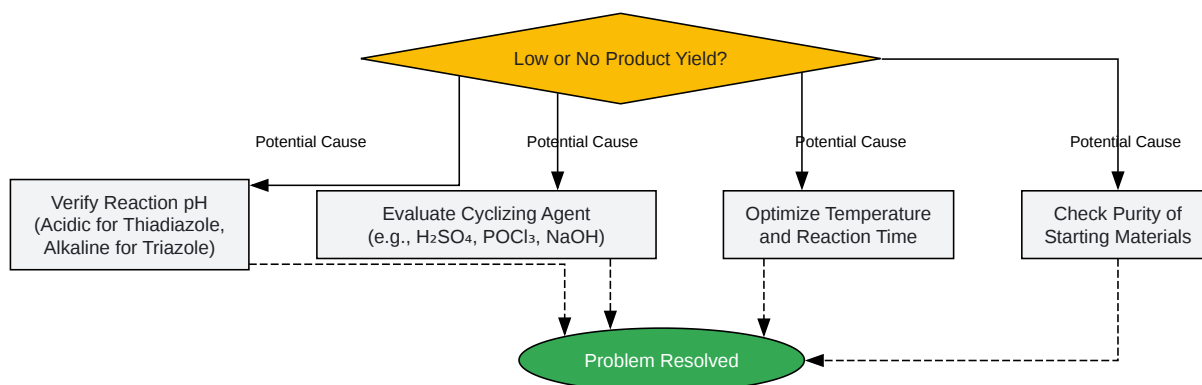 Low or No Product Yield?
Potential Cause
Potential Cause
Potential Cause
Potential Cause
Verify Reaction pH
(Acidic for Thiadiazole,
Alkaline for Triazole)
Evaluate Cyclizing Agent
(e.g., H₂SO₄, POCl₃, NaOH)
Optimize Temperature
and Reaction Time
Check Purity of
Starting Materials
Problem Resolved